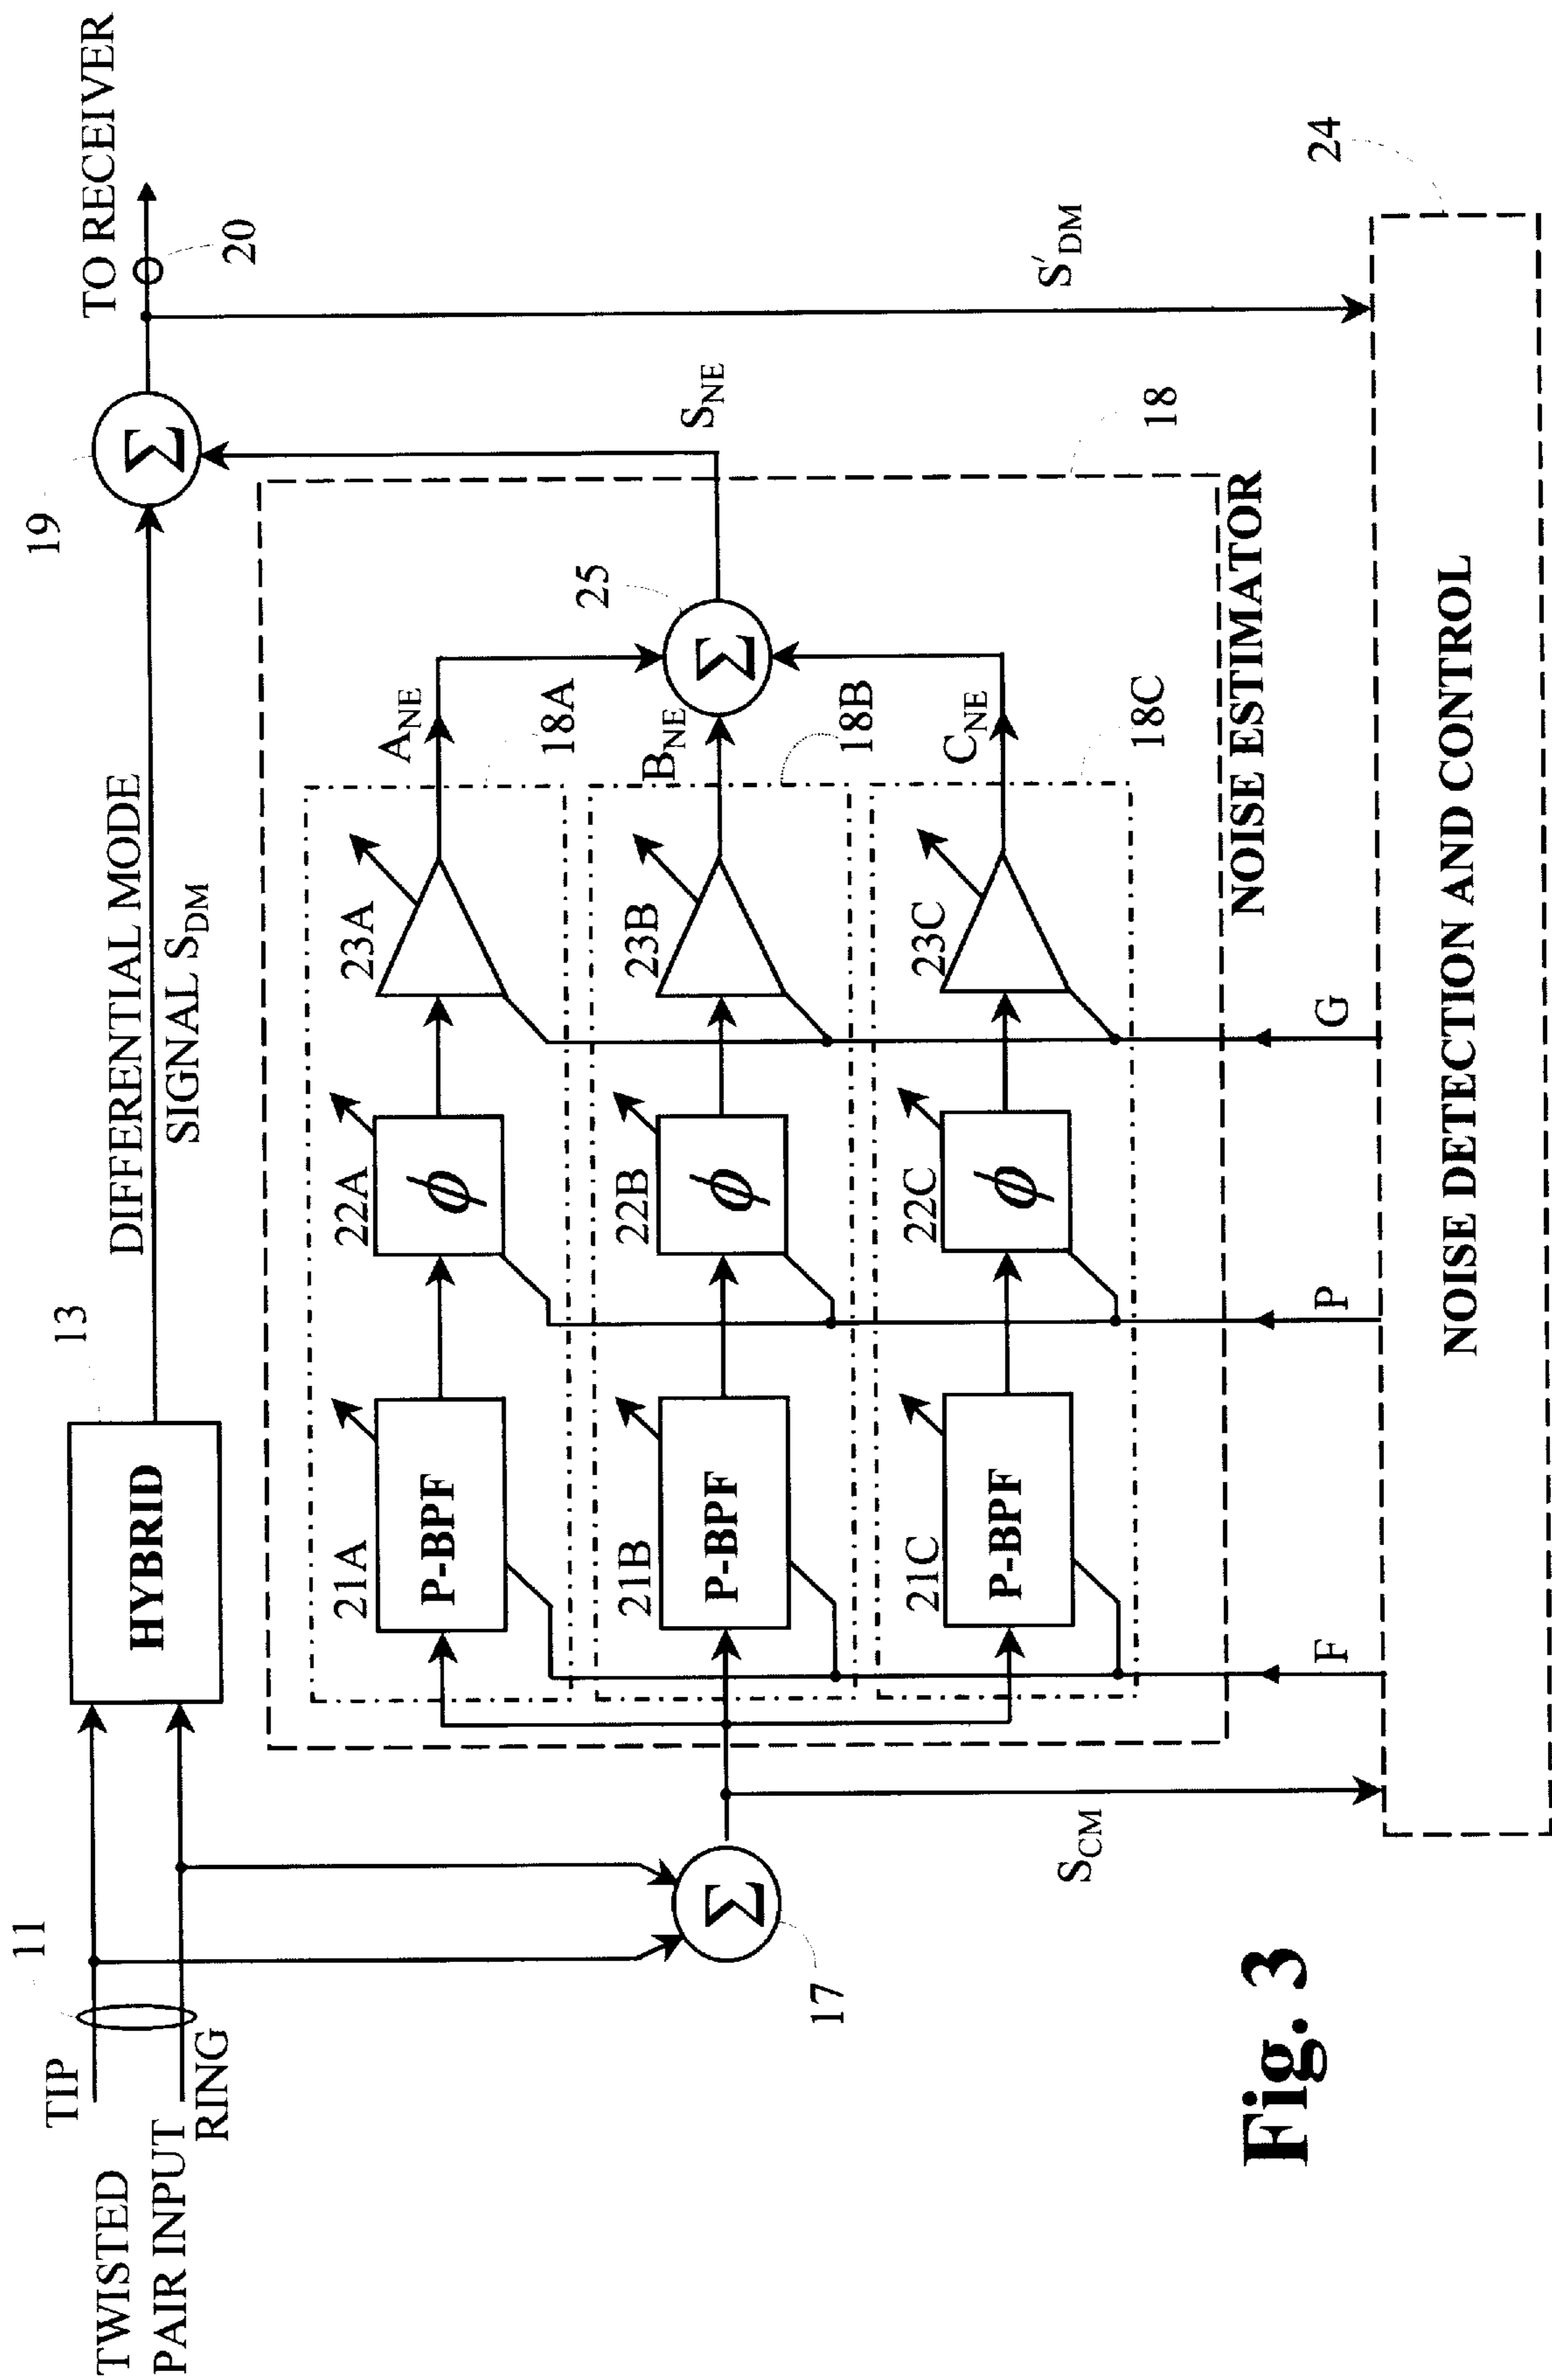 TWISTED
PAIR INPUT
TIP
RING
11
17
13
HYBRID
DIFFERENTIAL MODE
SIGNAL S_DM
19
Σ
TO RECEIVER
20
Σ
S_CM
21A
P-BPF
22A
ϕ
23A
A_NE
18A
21B
P-BPF
22B
ϕ
23B
B_NE
18B
21C
P-BPF
22C
ϕ
23C
C_NE
18C
25
Σ
S_NE
18
NOISE ESTIMATOR
S'_DM
F
P
G
24
NOISE DETECTION AND CONTROL
Fig. 3